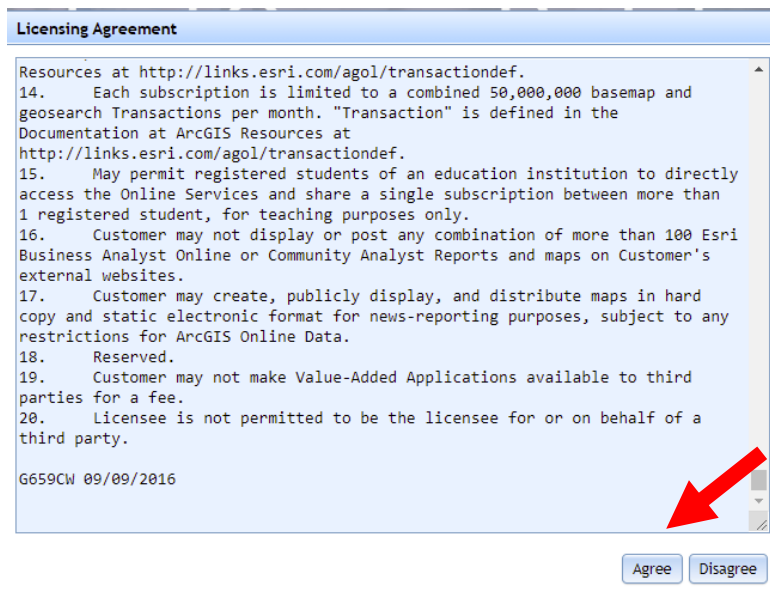 Licensing Agreement
Resources at http://links.esri.com/agol/transactiondef.
14. Each subscription is limited to a combined 50,000,000 basemap and
geosearch Transactions per month. "Transaction" is defined in the
Documentation at ArcGIS Resources at
http://links.esri.com/agol/transactiondef.
15. May permit registered students of an education institution to directly
access the Online Services and share a single subscription between more than
1 registered student, for teaching purposes only.
16. Customer may not display or post any combination of more than 100 Esri
Business Analyst Online or Community Analyst Reports and maps on Customer's
external websites.
17. Customer may create, publicly display, and distribute maps in hard
copy and static electronic format for news-reporting purposes, subject to any
restrictions for ArcGIS Online Data.
18. Reserved.
19. Customer may not make Value-Added Applications available to third
parties for a fee.
20. Licensee is not permitted to be the licensee for or on behalf of a
third party.
G659CW 09/09/2016
Agree Disagree